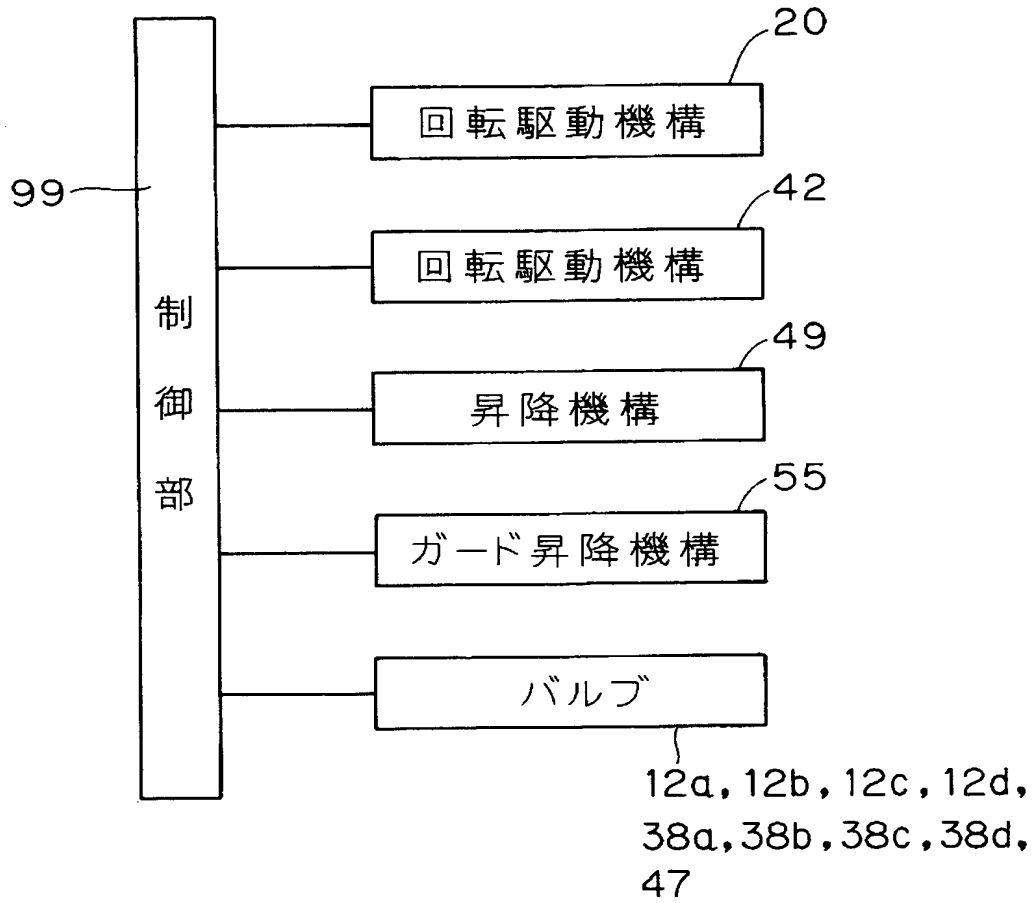 20
回転駆動機構
99
42
回転駆動機構
制御部
49
昇降機構
55
ガード昇降機構
バルブ
12a, 12b, 12c, 12d,
38a, 38b, 38c, 38d,
47